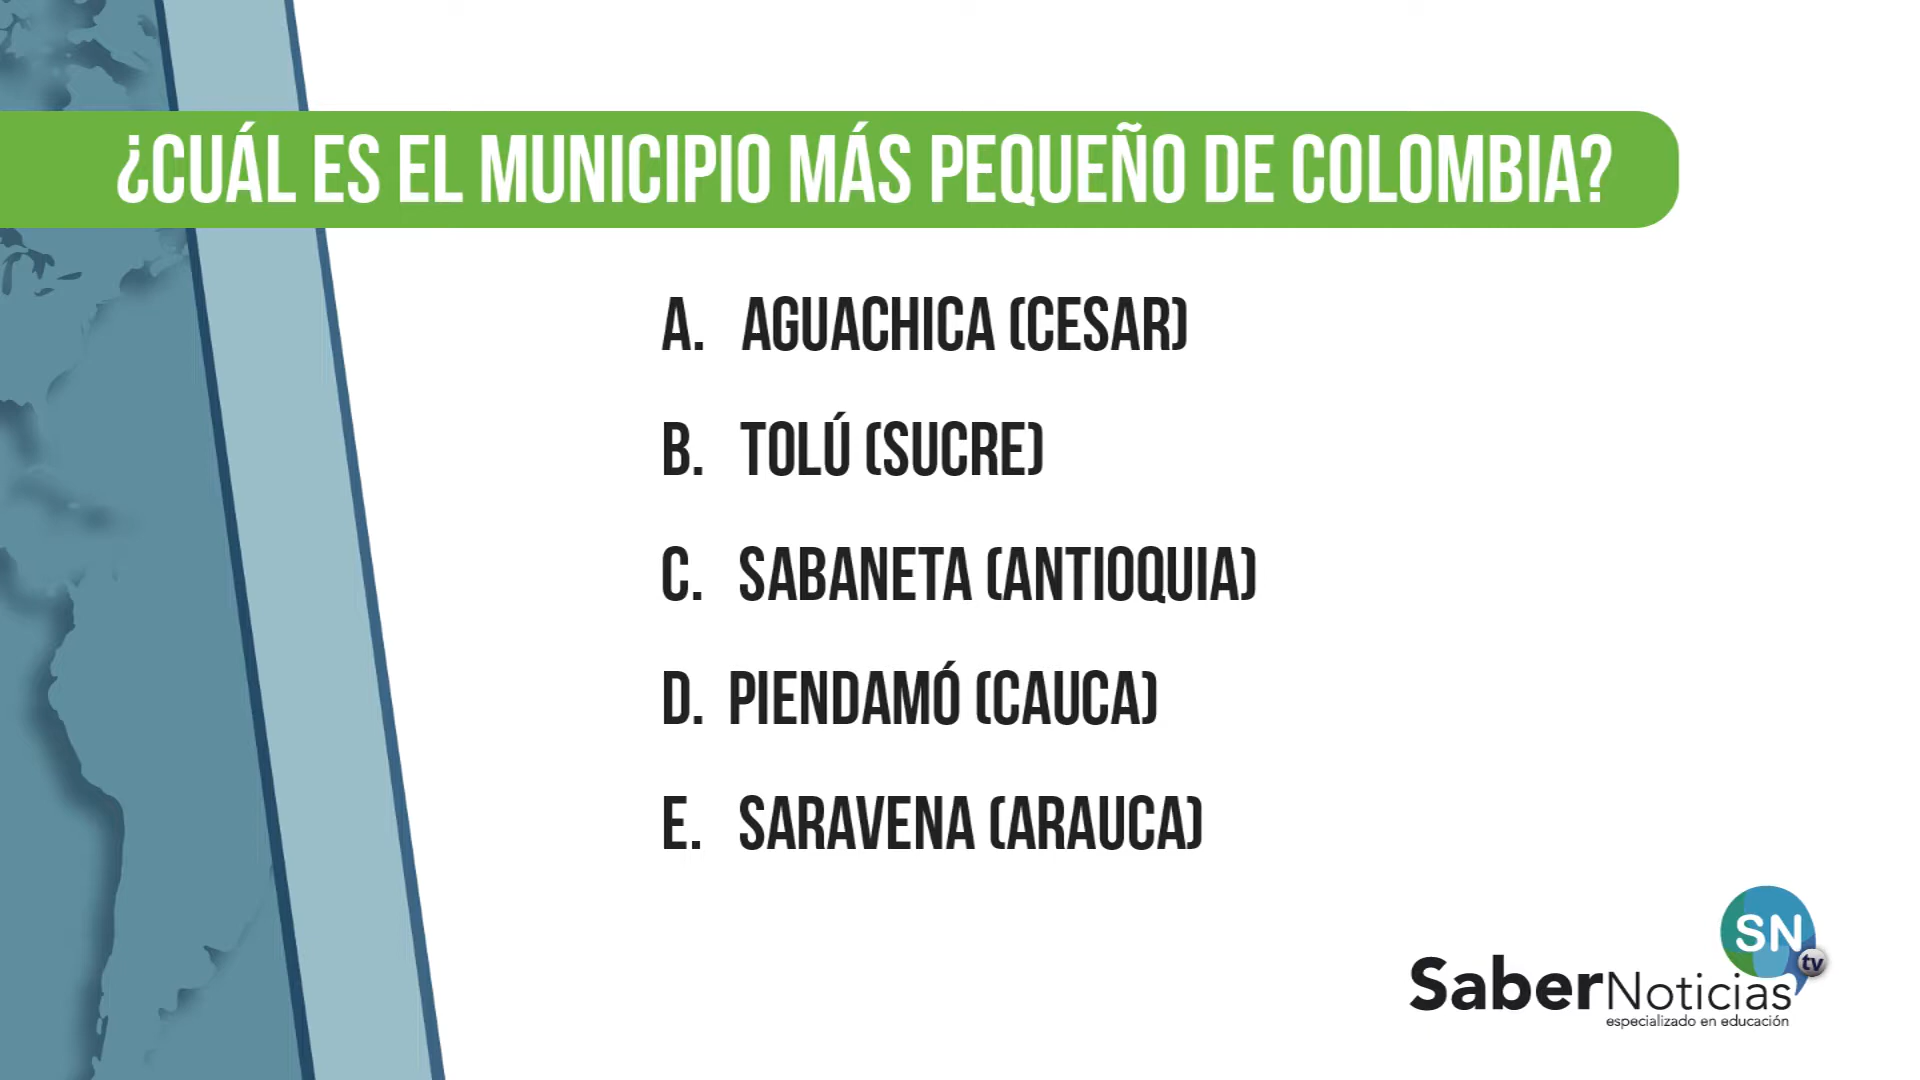 ¿CUÁL ES EL MUNICIPIO MÁS PEQUEÑO DE COLOMBIA?
A. AGUACHICA (CESAR)
B. TOLÚ (SUCRE)
C. SABANETA (ANTIOQUIA)
D. PIENDAMÓ (CAUCA)
E. SARAVENA (ARAUCA)
SN
tv
SaberNoticias
especializado en educación